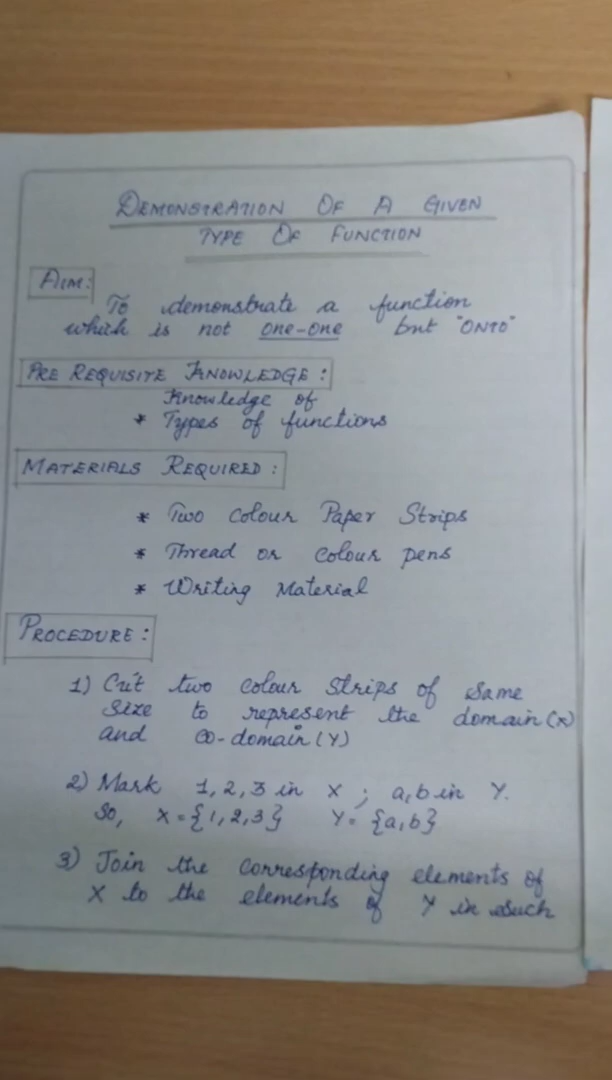 DEMONSTRATION OF A GIVEN
TYPE OF FUNCTION
AIM:
To demonstrate a function
which is not one-one but "ONTO"
PRE REQUISITE KNOWLEDGE:
Knowledge of
* Types of functions
MATERIALS REQUIRED:
* Two Colour Paper Strips
* Thread or Colour pens
* Writing Material
PROCEDURE:
1) Cut two colour strips of same
size to represent the domain (X)
and co-domain (Y)
2) Mark 1, 2, 3 in X ; a, b in Y.
So, X = {1, 2, 3} Y = {a, b}
3) Join the corresponding elements of
X to the elements of Y in such